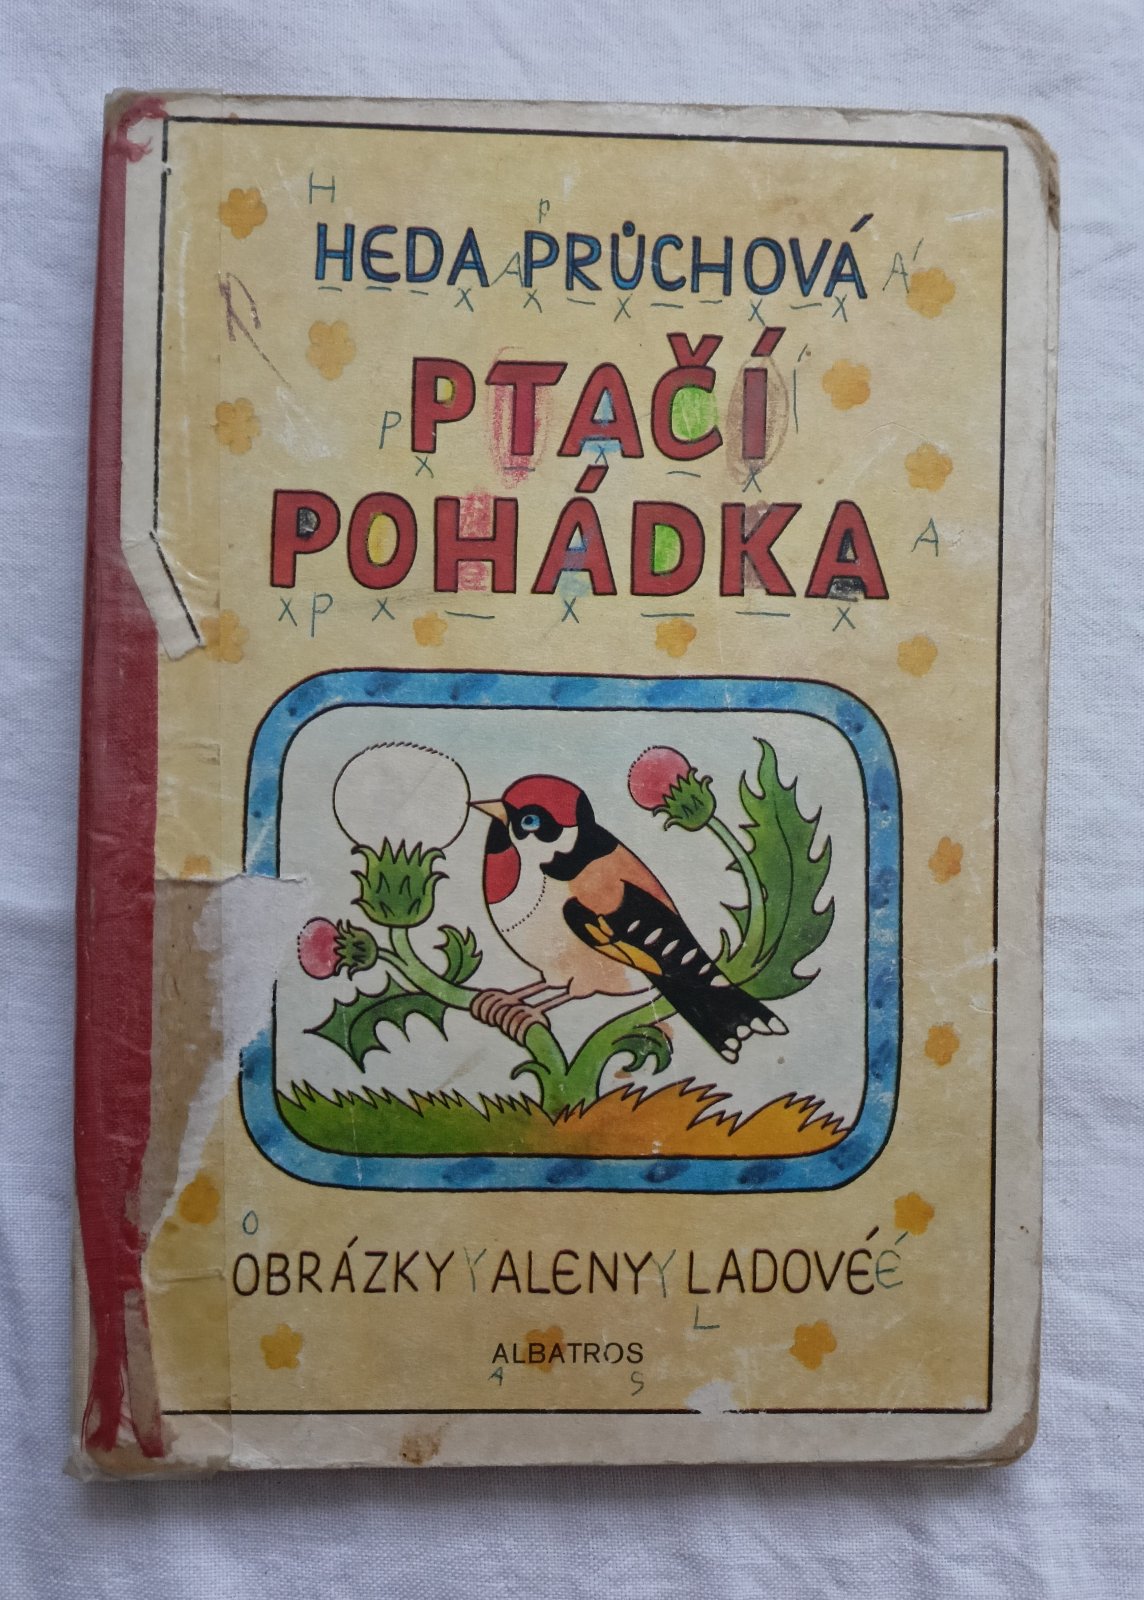 H
P
HEDA PRŮCHOVÁ
A Á
P
PTAČÍ
P Í
x x x x x x
POHÁDKA
A
x P x — x — — x
O
OBRÁZKY ALENY LADOVÉ
Y Y É
L
ALBATROS
A S